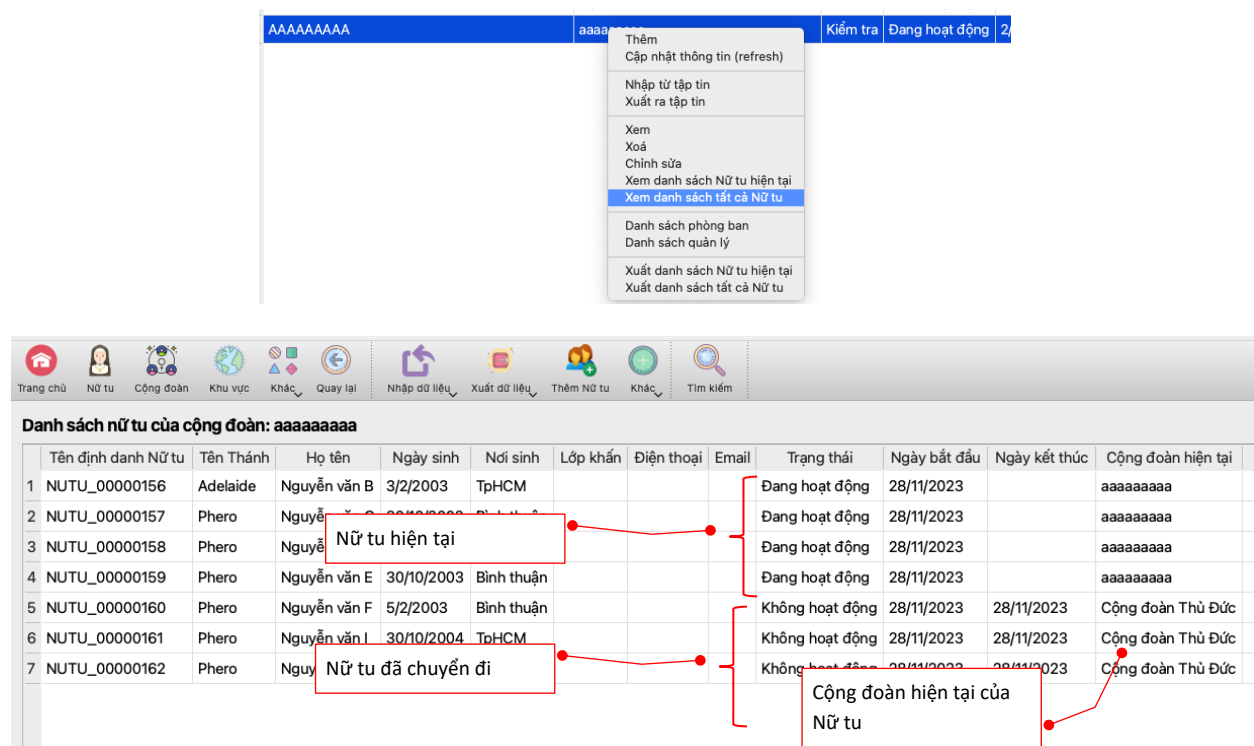 AAAAAAAAA Kiểm tra Đang hoạt động
Thêm
Cập nhật thông tin (refresh)
Nhập từ tập tin
Xuất ra tập tin
Xem
Xoá
Chỉnh sửa
Xem danh sách Nữ tu hiện tại
Xem danh sách tất cả Nữ tu
Danh sách phòng ban
Danh sách quản lý
Xuất danh sách Nữ tu hiện tại
Xuất danh sách tất cả Nữ tu
Trang chủ Nữ tu Cộng đoàn Khu vực Khác Quay lại Nhập dữ liệu Xuất dữ liệu Thêm Nữ tu Khác Tìm kiếm
Danh sách nữ tu của cộng đoàn: aaaaaaaaa
Tên định danh Nữ tu Tên Thánh Họ tên Ngày sinh Nơi sinh Lớp khấn Điện thoại Email Trạng thái Ngày bắt đầu Ngày kết thúc Cộng đoàn hiện tại
1 NUTU_00000156 Adelaide Nguyễn văn B 3/2/2003 TpHCM Đang hoạt động 28/11/2023 aaaaaaaaa
2 NUTU_00000157 Phero Đang hoạt động 28/11/2023 aaaaaaaaa
3 NUTU_00000158 Phero Đang hoạt động 28/11/2023 aaaaaaaaa
Nữ tu hiện tại
4 NUTU_00000159 Phero Nguyễn văn E 30/10/2003 Bình thuận Đang hoạt động 28/11/2023 aaaaaaaaa
5 NUTU_00000160 Phero Nguyễn văn F 5/2/2003 Bình thuận Không hoạt động 28/11/2023 28/11/2023 Cộng đoàn Thủ Đức
6 NUTU_00000161 Phero Nguyễn văn I 30/10/2004 TpHCM Không hoạt động 28/11/2023 28/11/2023 Cộng đoàn Thủ Đức
7 NUTU_00000162 Phero Không hoạt động 28/11/2023 Cộng đoàn Thủ Đức
Nữ tu đã chuyển đi
Cộng đoàn hiện tại của
Nữ tu